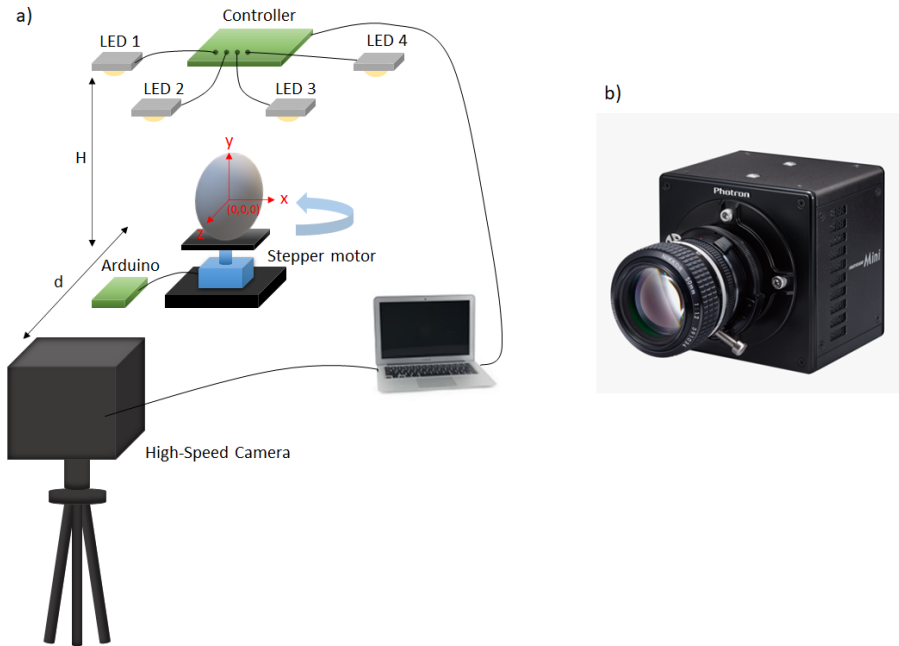 a)
Controller
LED 1
LED 4
LED 2
LED 3
b)
H
y
x
(0,0,0)
z
Photron
Mini
Stepper motor
Arduino
d
High-Speed Camera